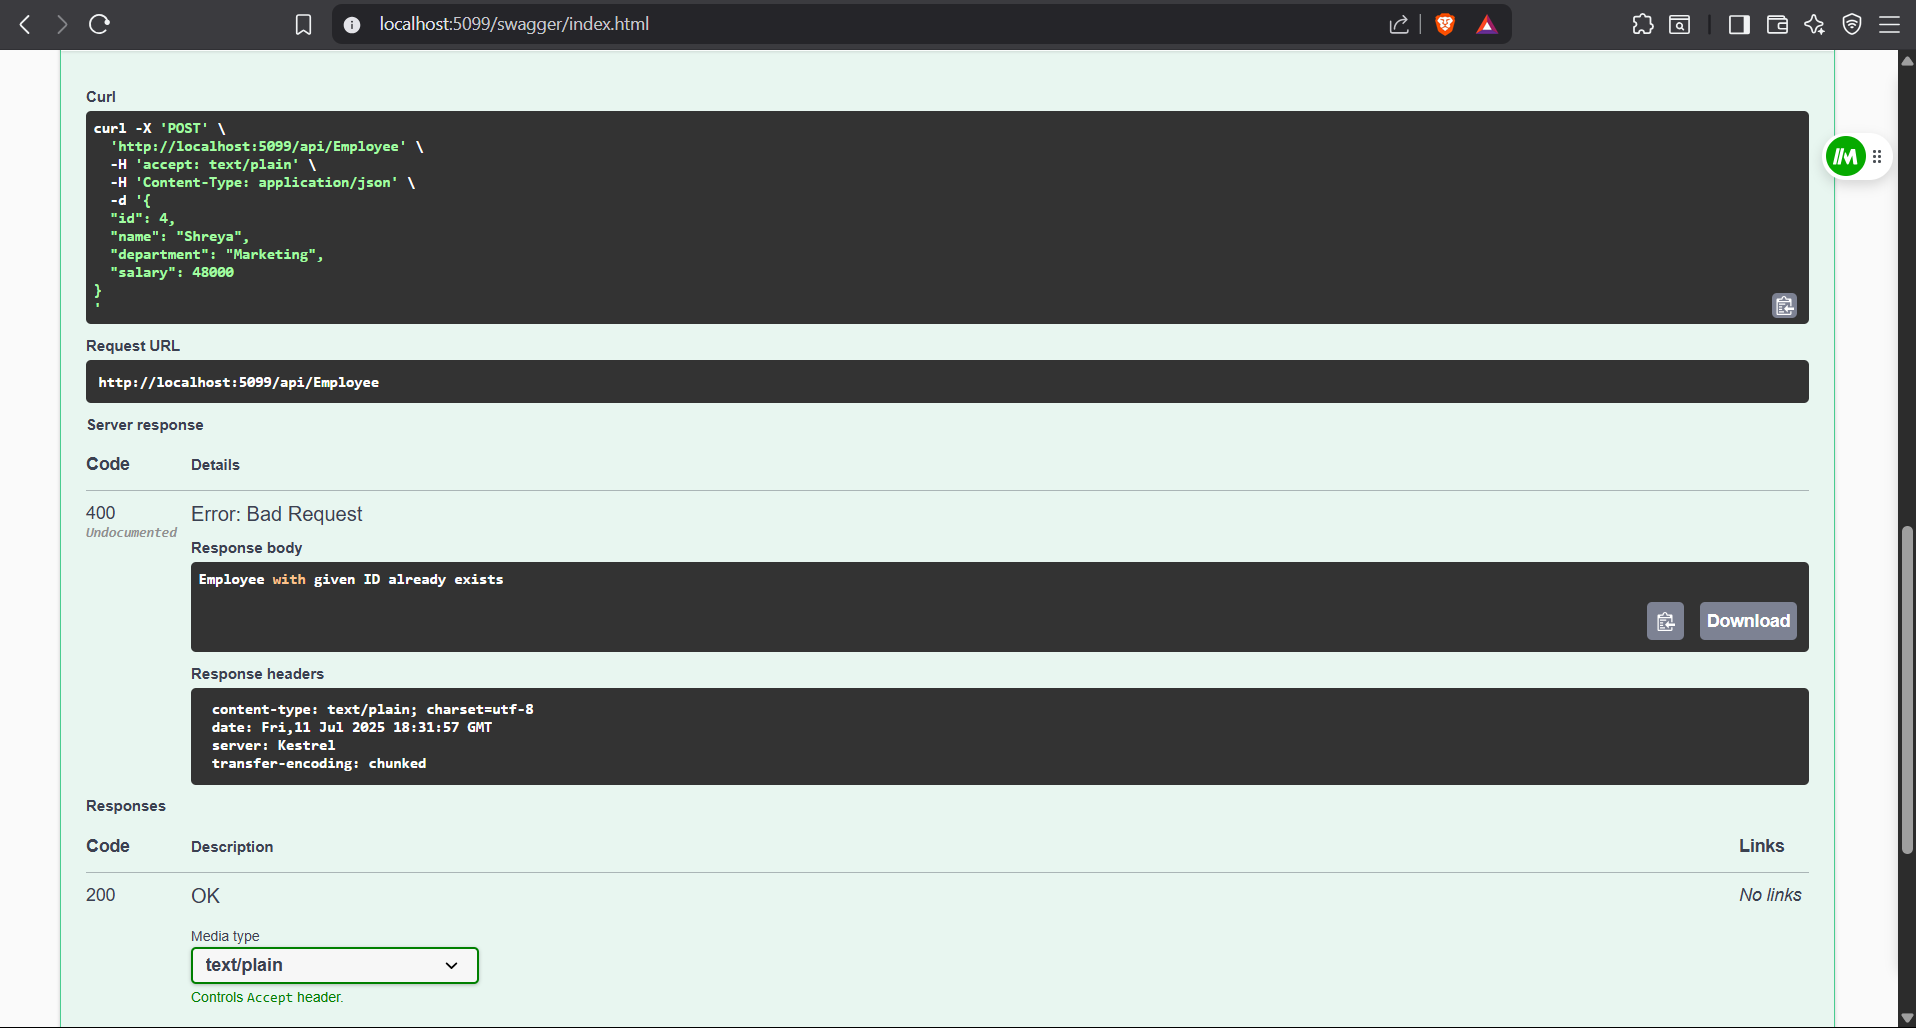 localhost:5099/swagger/index.html
Curl
curl -X 'POST' \
  'http://localhost:5099/api/Employee' \
  -H 'accept: text/plain' \
  -H 'Content-Type: application/json' \
  -d '{
  "id": 4,
  "name": "Shreya",
  "department": "Marketing",
  "salary": 48000
}
'
Request URL
http://localhost:5099/api/Employee
Server response
Code Details
400 Error: Bad Request
Undocumented
Response body
Employee with given ID already exists
Download
Response headers
content-type: text/plain; charset=utf-8
date: Fri,11 Jul 2025 18:31:57 GMT
server: Kestrel
transfer-encoding: chunked
Responses
Code Description Links
200 OK No links
Media type
text/plain
Controls Accept header.